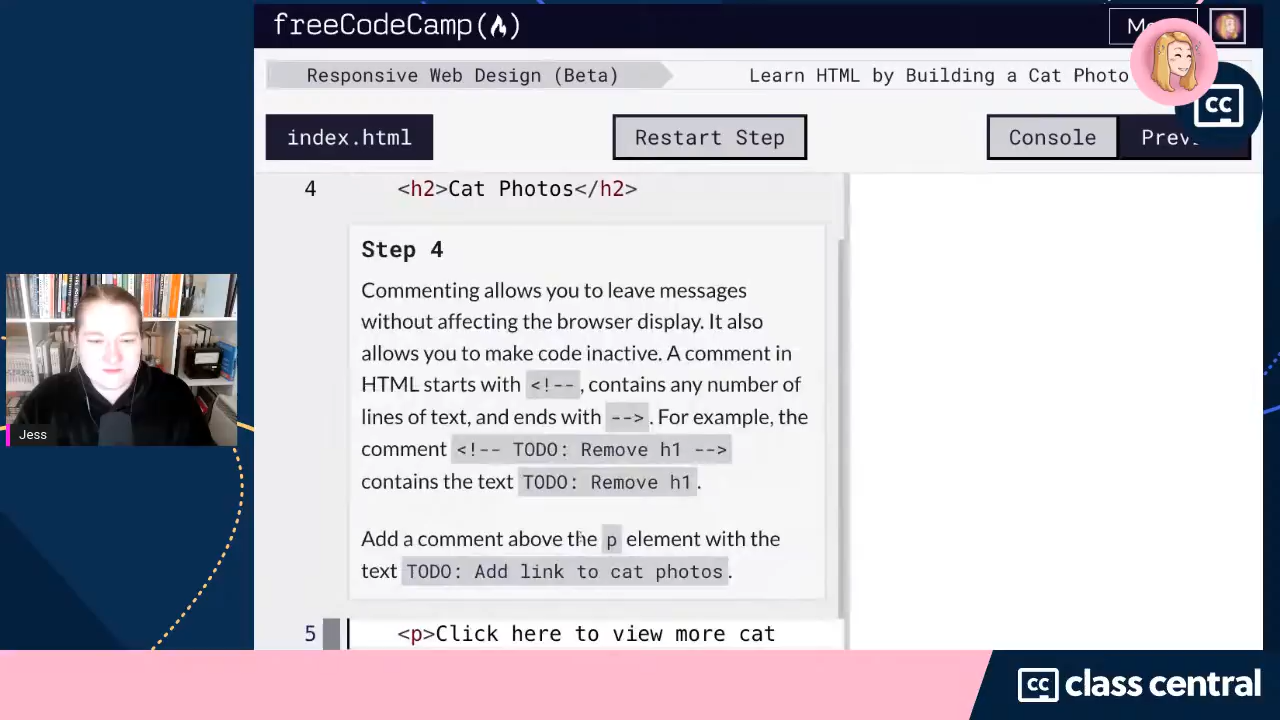 freeCodeCamp(🔥)
Responsive Web Design (Beta)
Learn HTML by Building a Cat Photo
CC
index.html
Restart Step
Console
4
<h2>Cat Photos</h2>
Step 4
Commenting allows you to leave messages
without affecting the browser display. It also
allows you to make code inactive. A comment in
HTML starts with <!--, contains any number of
lines of text, and ends with -->. For example, the
comment <!-- TODO: Remove h1 -->
contains the text TODO: Remove h1.
Add a comment above the p element with the
text TODO: Add link to cat photos.
Jess
5
<p>Click here to view more cat
CC class central